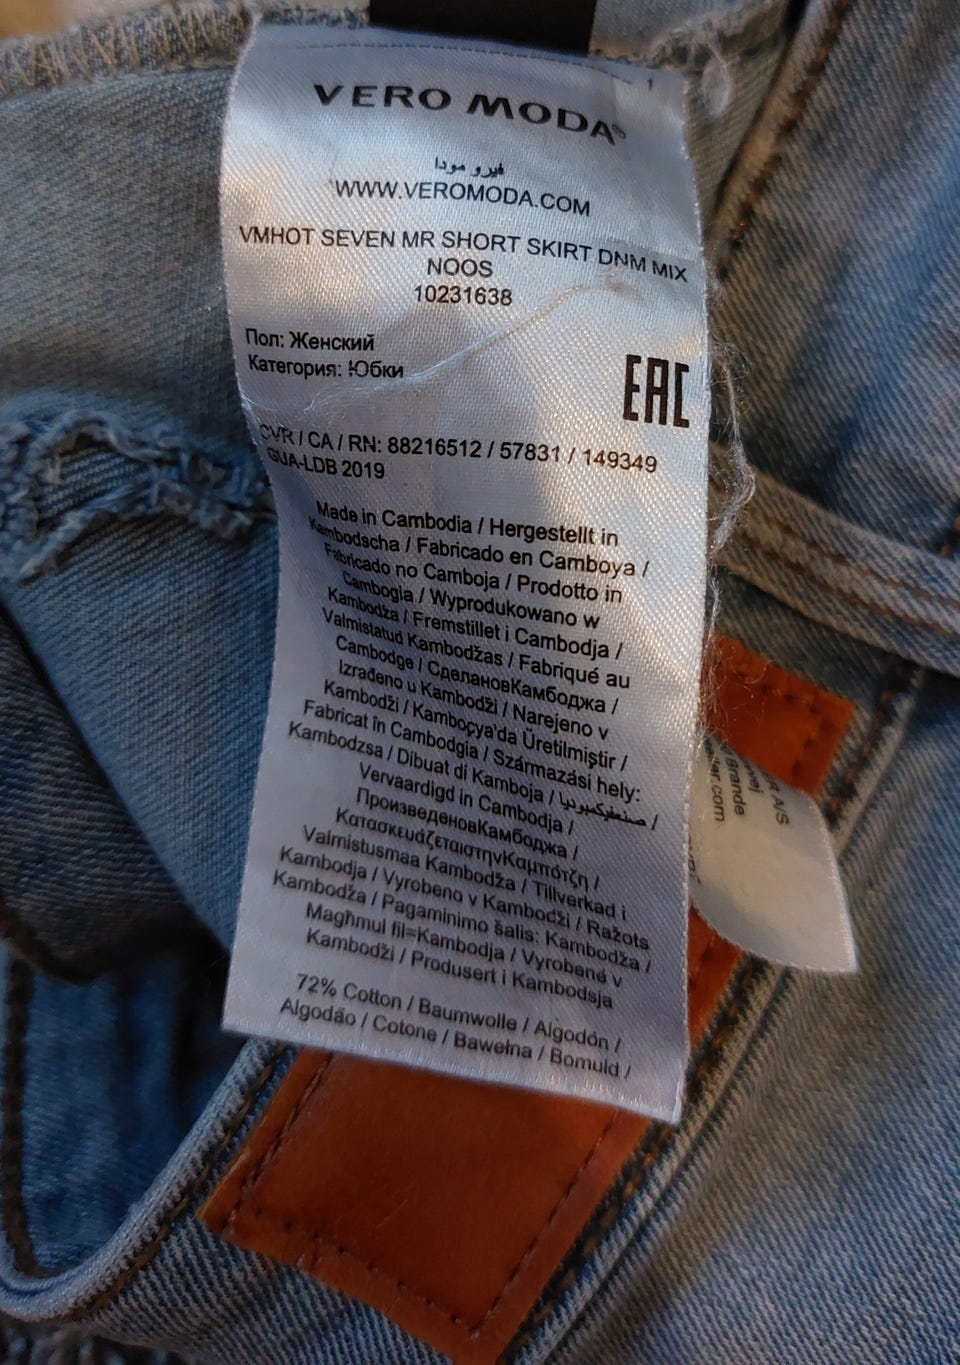 1
VERO MODA®
فيرو مودا
WWW.VEROMODA.COM
VMHOT SEVEN MR SHORT SKIRT DNM MIX
NOOS
10231638
Пол: Женский
Категория: Юбки
EAC
CVR / CA / RN: 88216512 / 57831 / 149349
GUA-LDB 2019
Made in Cambodia / Hergestellt in
Kambodscha / Fabricado en Camboya /
Fabricado no Camboja / Prodotto in
Cambogia / Wyprodukowano w
Kambodża / Fremstillet i Cambodja /
Valmistatud Kambodžas / Fabriqué au
Cambodge / СделановКамбоджа /
Izrađeno u Kambodži / Narejeno v
Kambodži / Kamboçya'da Üretilmiştir /
Fabricat în Cambodgia / Származási hely:
Kambodzsa / Dibuat di Kamboja / صنعفيكمبوديا /
Vervaardigd in Cambodja /
ПроизведеновКамбоджа /
ΚατασκευάζεταιστηνΚαμπότζη /
Valmistusmaa Kambodža / Tillverkad i
Kambodja / Vyrobeno v Kambodži / Ražots
Kambodža / Pagaminimo šalis: Kambodža /
Magħmul fil=Kambodja / Vyrobené v
Kambodži / Produsert i Kambodsja
72% Cotton / Baumwolle / Algodón /
Algodão / Cotone / Bawełna / Bomuld /
A/S
Brande
.com